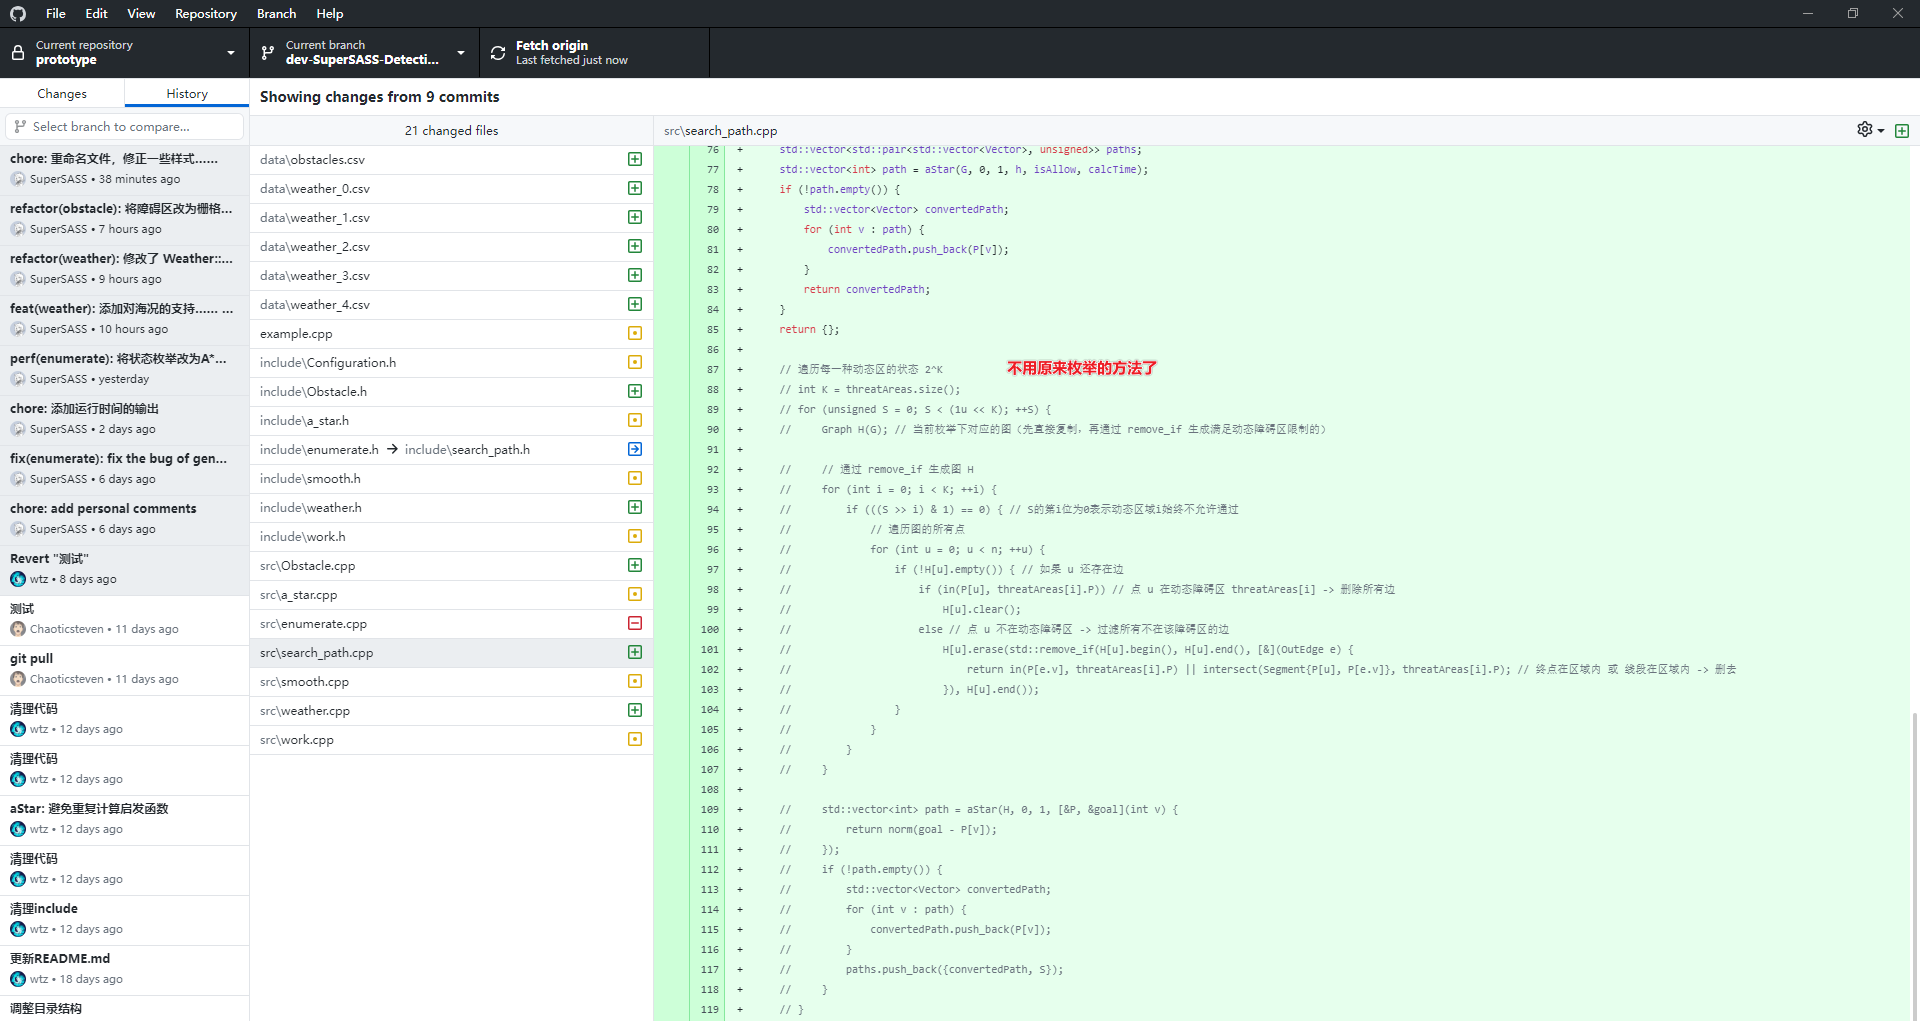 File Edit View Repository Branch Help
Current repository
prototype
Current branch
dev-SuperSASS-Detecti...
Fetch origin
Last fetched just now
Changes
History
Select branch to compare...
chore: 重命名文件，修正一些样式......
SuperSASS • 38 minutes ago
refactor(obstacle): 将障碍区改为栅格...
SuperSASS • 7 hours ago
refactor(weather): 修改了 Weather::...
SuperSASS • 9 hours ago
feat(weather): 添加对海况的支持...... ...
SuperSASS • 10 hours ago
perf(enumerate): 将状态枚举改为A*...
SuperSASS • yesterday
chore: 添加运行时间的输出
SuperSASS • 2 days ago
fix(enumerate): fix the bug of gen...
SuperSASS • 6 days ago
chore: add personal comments
SuperSASS • 6 days ago
Revert "测试"
wtz • 8 days ago
测试
Chaoticsteven • 11 days ago
git pull
Chaoticsteven • 11 days ago
清理代码
wtz • 12 days ago
清理代码
wtz • 12 days ago
aStar: 避免重复计算启发函数
wtz • 12 days ago
清理代码
wtz • 12 days ago
清理include
wtz • 12 days ago
更新README.md
wtz • 18 days ago
调整目录结构
Showing changes from 9 commits
21 changed files
data\obstacles.csv
data\weather_0.csv
data\weather_1.csv
data\weather_2.csv
data\weather_3.csv
data\weather_4.csv
example.cpp
include\Configuration.h
include\Obstacle.h
include\a_star.h
include\enumerate.h → include\search_path.h
include\smooth.h
include\weather.h
include\work.h
src\Obstacle.cpp
src\a_star.cpp
src\enumerate.cpp
src\search_path.cpp
src\smooth.cpp
src\weather.cpp
src\work.cpp
src\search_path.cpp
76 + std::vector<std::pair<std::vector<Vector>, unsigned>> paths;
77 + std::vector<int> path = aStar(G, 0, 1, h, isAllow, calcTime);
78 + if (!path.empty()) {
79 + std::vector<Vector> convertedPath;
80 + for (int v : path) {
81 + convertedPath.push_back(P[v]);
82 + }
83 + return convertedPath;
84 + }
85 + return {};
86 +
87 + // 遍历每一种动态区的状态 2^K 不用原来枚举的方法了
88 + // int K = threatAreas.size();
89 + // for (unsigned S = 0; S < (1u << K); ++S) {
90 + // Graph H(G); // 当前枚举下对应的图（先直接复制，再通过 remove_if 生成满足动态障碍区限制的）
91 +
92 + // // 通过 remove_if 生成图 H
93 + // for (int i = 0; i < K; ++i) {
94 + // if (((S >> i) & 1) == 0) { // S的第i位为0表示动态区域i始终不允许通过
95 + // // 遍历图的所有点
96 + // for (int u = 0; u < n; ++u) {
97 + // if (!H[u].empty()) { // 如果 u 还存在边
98 + // if (in(P[u], threatAreas[i].P)) // 点 u 在动态障碍区 threatAreas[i] -> 删除所有边
99 + // H[u].clear();
100 + // else // 点 u 不在动态障碍区 -> 过滤所有不在该障碍区的边
101 + // H[u].erase(std::remove_if(H[u].begin(), H[u].end(), [&](OutEdge e) {
102 + // return in(P[e.v], threatAreas[i].P) || intersect(Segment{P[u], P[e.v]}, threatAreas[i].P); // 终点在区域内 或 线段在区域内 -> 删去
103 + // }), H[u].end());
104 + // }
105 + // }
106 + // }
107 + // }
108 +
109 + // std::vector<int> path = aStar(H, 0, 1, [&P, &goal](int v) {
110 + // return norm(goal - P[v]);
111 + // });
112 + // if (!path.empty()) {
113 + // std::vector<Vector> convertedPath;
114 + // for (int v : path) {
115 + // convertedPath.push_back(P[v]);
116 + // }
117 + // paths.push_back({convertedPath, S});
118 + // }
119 + // }